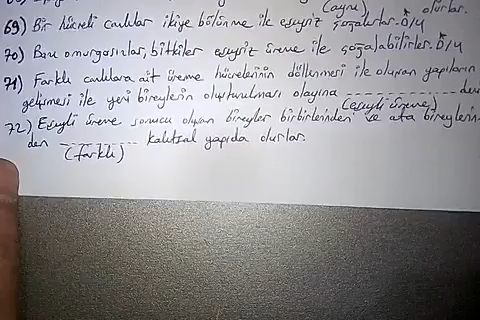 (aynı) olurlar.
69) Bir hücreli canlılar ikiye bölünme ile eşeysiz çoğalırlar. D/Y
70) Bazı omurgasızlar, bitkiler eşeysiz üreme ile çoğalabilirler. D/Y
71) Farklı canlılara ait üreme hücrelerinin döllenmesi ile oluşan yapıların
gelişmesi ile yeni bireylerin oluşturulması olayına ------------- denir
(eşeyli üreme)
72) Eşeyli üreme sonucu oluşan bireyler birbirlerinden ve ata bireylerin-
den ------------- kalıtsal yapıda olurlar.
(farklı)